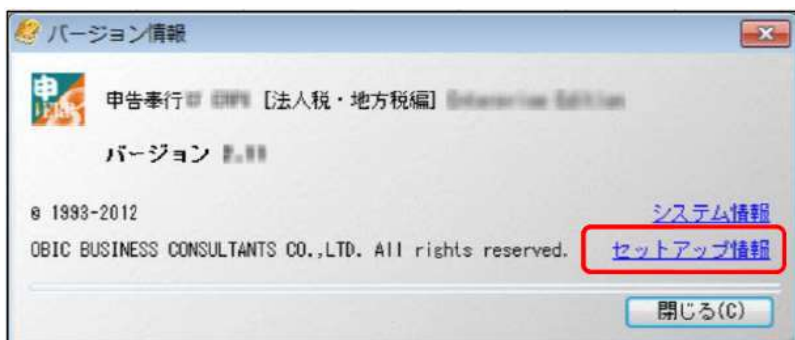 バージョン情報
申
申告奉行 [法人税・地方税編]
バージョン
© 1993-2012
システム情報
OBIC BUSINESS CONSULTANTS CO.,LTD. All rights reserved.
セットアップ情報
閉じる(C)